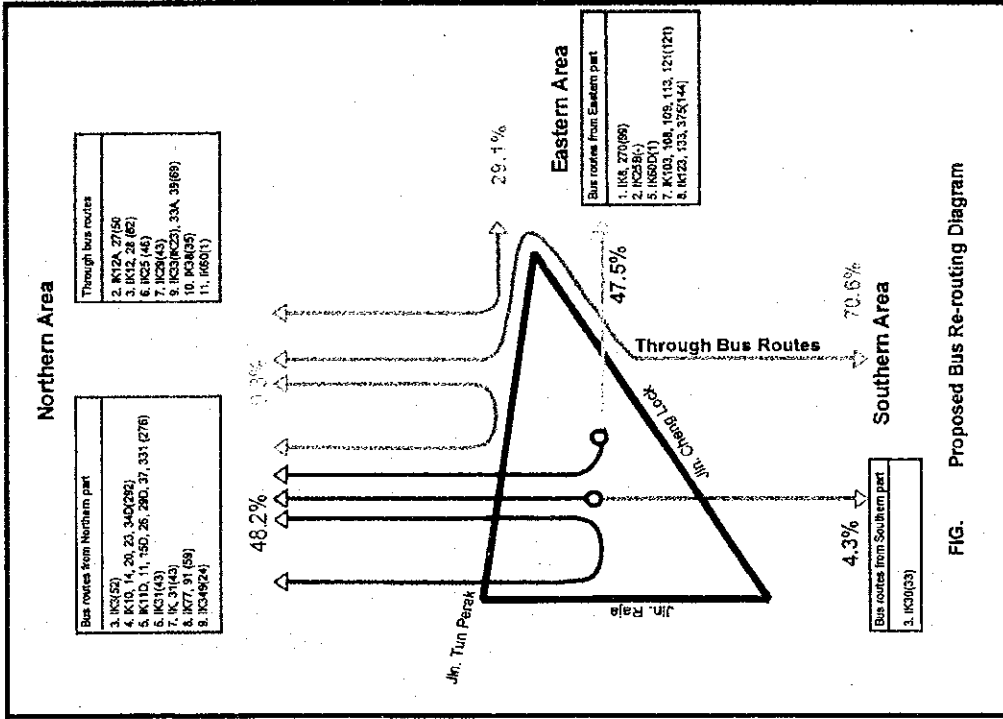 Northern Area
Bus routes from Northern part
3. IK3(52)
4. IK10, 14, 20, 23, 34D(292)
5. IK11D, 11, 15D, 26, 29D, 37, 331 (276)
6. IK31(43)
7. IK, 31(43)
8. IK77, 91 (59)
9. IK349(24)
Through bus routes
2. IK12A, 27(50
3. IK12, 28 (62)
6. IK25 (46)
7. IK29(43)
9. IK33(IKC23), 33A, 39(69)
10. IK38(35)
11. IK60(1)
48.2%
29.1%
Eastern Area
Bus routes from Eastern part
1. IK8, 270(99)
2. IK25B(-)
5. IK60D(1)
7. IK103, 108, 109, 113, 121(121)
8. IK123, 133, 375(144)
47.5%
Jln. Tun Perak
Jln. Raja
Jln. Cheng Lock
Through Bus Routes
70.6%
4.3%
Southern Area
Bus routes from Southern part
3. IK30(33)
FIG. Proposed Bus Re-routing Diagram